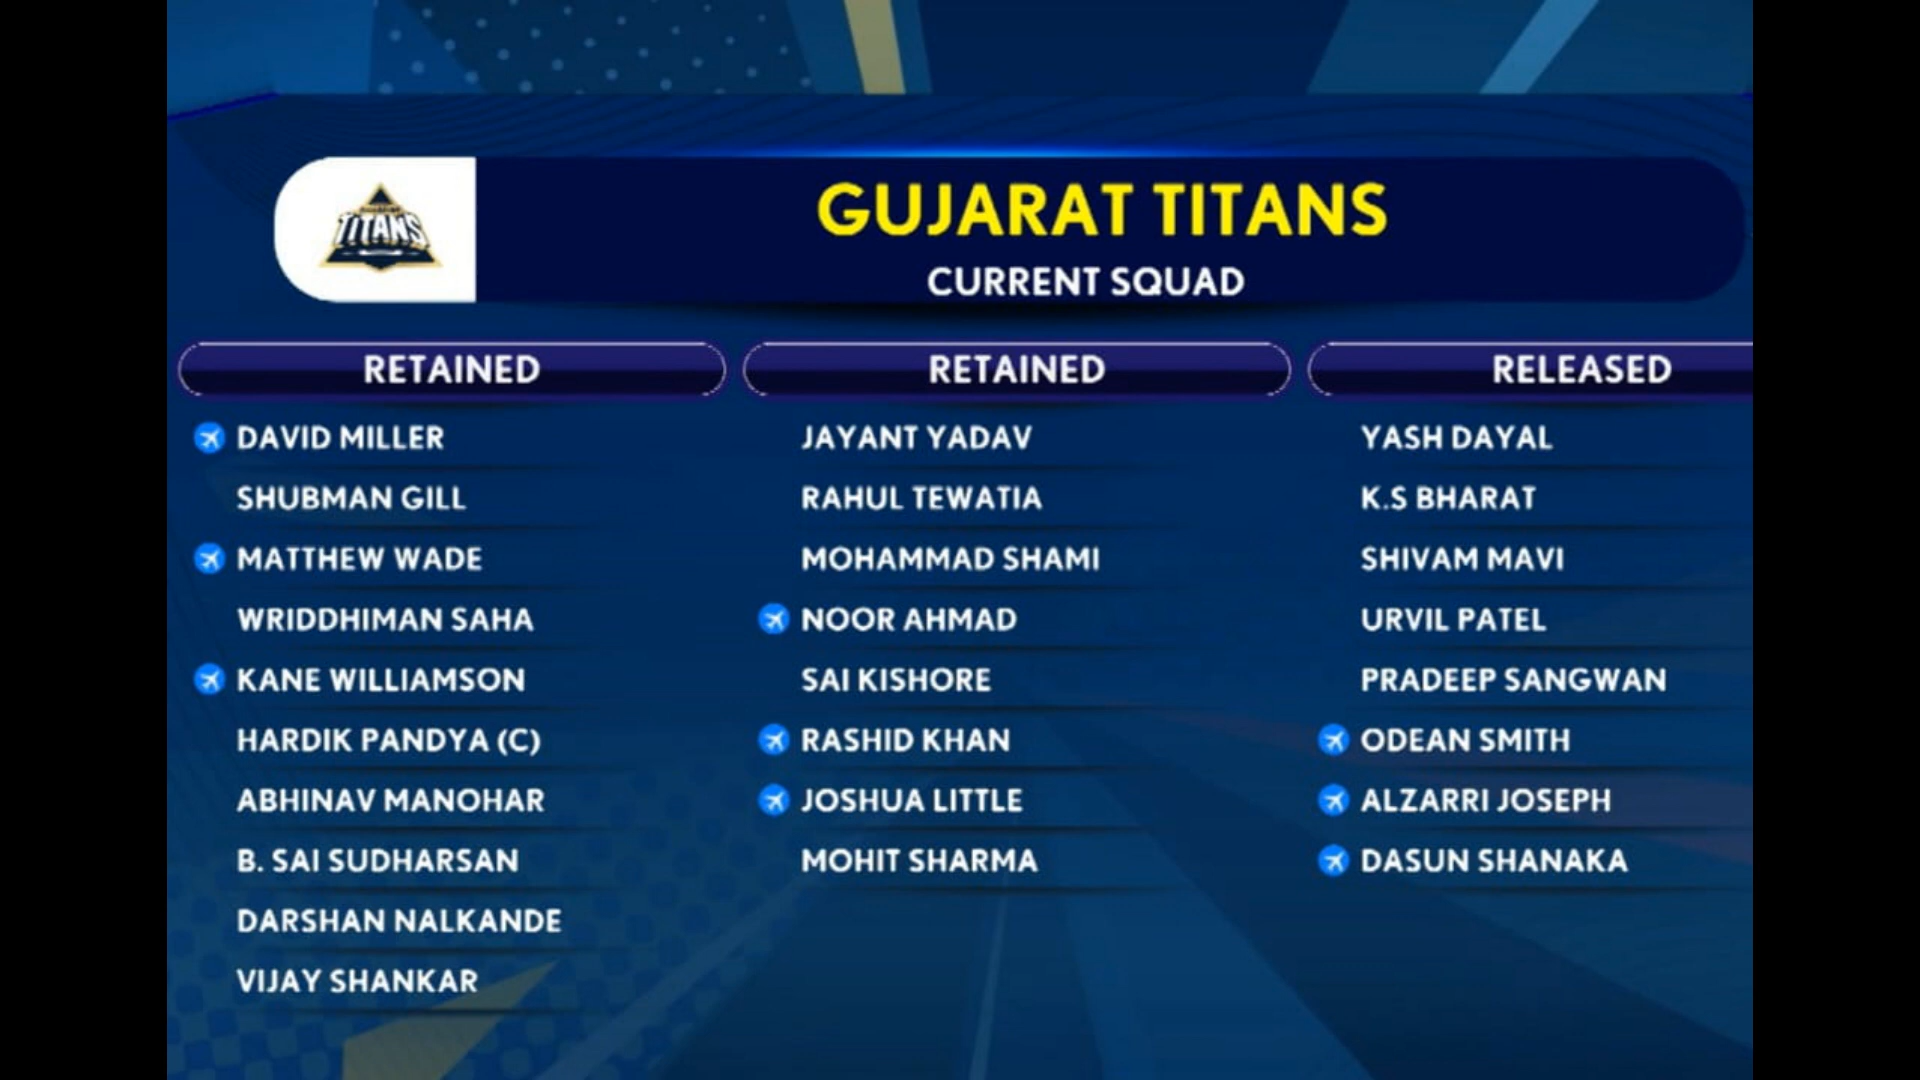 TITANS
GUJARAT TITANS
CURRENT SQUAD
RETAINED
DAVID MILLER
SHUBMAN GILL
MATTHEW WADE
WRIDDHIMAN SAHA
KANE WILLIAMSON
HARDIK PANDYA (C)
ABHINAV MANOHAR
B. SAI SUDHARSAN
DARSHAN NALKANDE
VIJAY SHANKAR
RETAINED
JAYANT YADAV
RAHUL TEWATIA
MOHAMMAD SHAMI
NOOR AHMAD
SAI KISHORE
RASHID KHAN
JOSHUA LITTLE
MOHIT SHARMA
RELEASED
YASH DAYAL
K.S BHARAT
SHIVAM MAVI
URVIL PATEL
PRADEEP SANGWAN
ODEAN SMITH
ALZARRI JOSEPH
DASUN SHANAKA